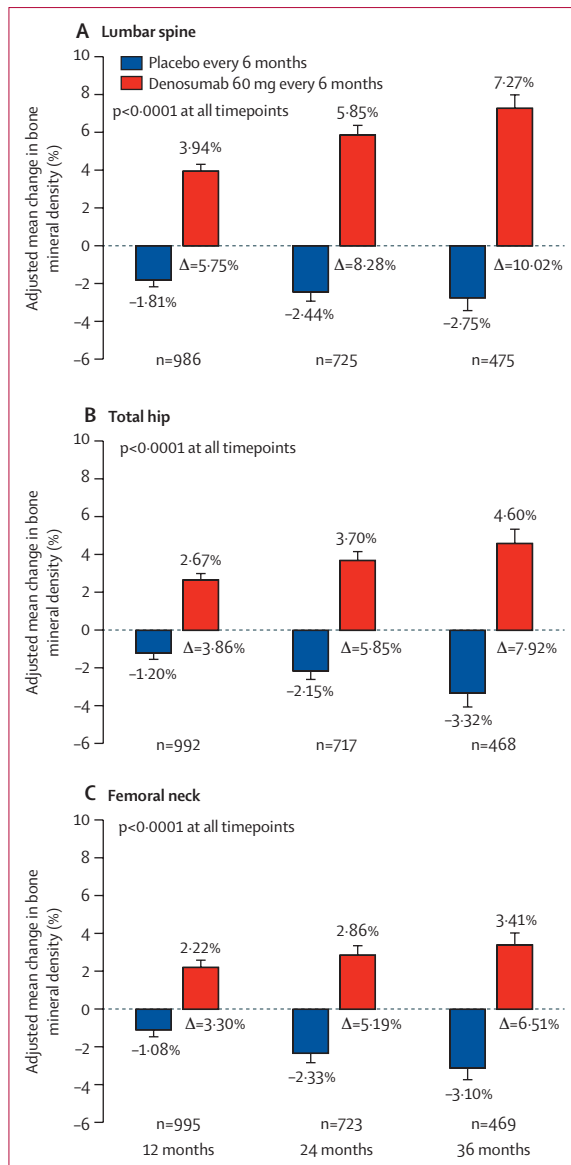 A Lumbar spine
Placebo every 6 months
Denosumab 60 mg every 6 months
p<0·0001 at all timepoints
Adjusted mean change in bone
mineral density (%)
10
8
6
4
2
0
−2
−4
−6
3·94%
5·85%
7·27%
Δ=5·75%
Δ=8·28%
Δ=10·02%
−1·81%
−2·44%
−2·75%
n=986
n=725
n=475
B Total hip
p<0·0001 at all timepoints
Adjusted mean change in bone
mineral density (%)
10
8
6
4
2
0
−2
−4
−6
2·67%
3·70%
4·60%
Δ=3·86%
Δ=5·85%
Δ=7·92%
−1·20%
−2·15%
−3·32%
n=992
n=717
n=468
C Femoral neck
p<0·0001 at all timepoints
Adjusted mean change in bone
mineral density (%)
10
8
6
4
2
0
−2
−4
−6
2·22%
2·86%
3·41%
Δ=3·30%
Δ=5·19%
Δ=6·51%
−1·08%
−2·33%
−3·10%
n=995
n=723
n=469
12 months
24 months
36 months